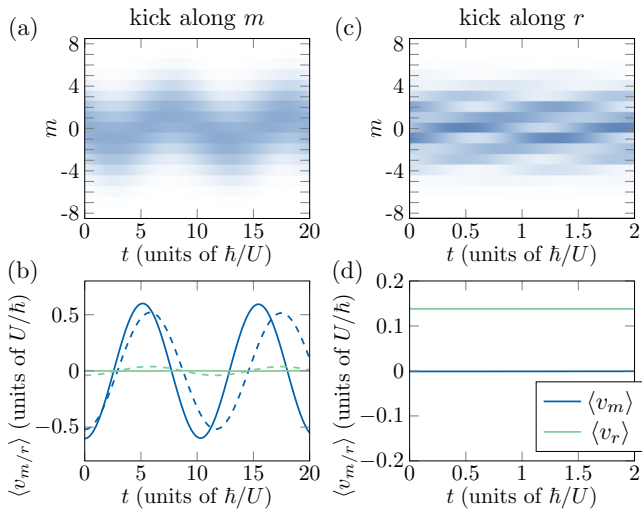 kick along m
kick along r
(a)
(c)
8
4
0
-4
-8
m
0
5
10
15
20
t (units of ħ/U)
8
4
0
-4
-8
m
0
0.5
1
1.5
2
t (units of ħ/U)
(b)
(d)
0.5
0
−0.5
⟨v_{m/r}⟩ (units of U/ħ)
0
5
10
15
20
t (units of ħ/U)
0.2
0.1
0
−0.1
−0.2
⟨v_{m/r}⟩ (units of U/ħ)
0
0.5
1
1.5
2
t (units of ħ/U)
⟨v_m⟩
⟨v_r⟩